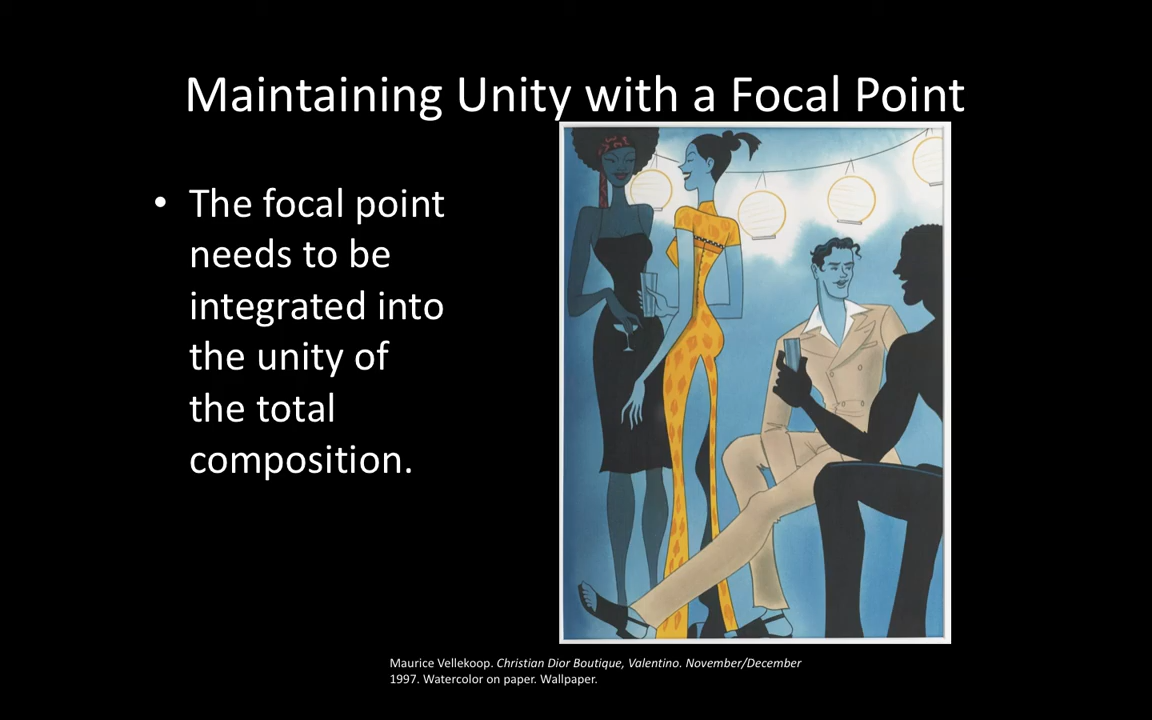 Maintaining Unity with a Focal Point
• The focal point
needs to be
integrated into
the unity of
the total
composition.
Maurice Vellekoop. Christian Dior Boutique, Valentino. November/December
1997. Watercolor on paper. Wallpaper.